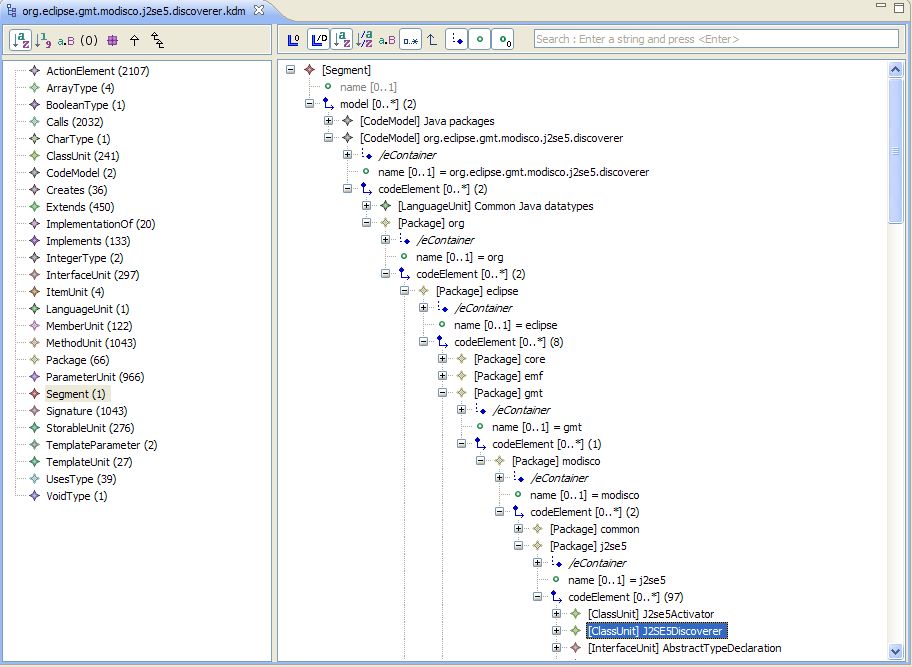 org.eclipse.gmt.modisco.j2se5.discoverer.kdm
Search : Enter a string and press <Enter>
ActionElement (2107)
ArrayType (4)
BooleanType (1)
Calls (2032)
CharType (1)
ClassUnit (241)
CodeModel (2)
Creates (36)
Extends (450)
ImplementationOf (20)
Implements (133)
IntegerType (2)
InterfaceUnit (297)
ItemUnit (4)
LanguageUnit (1)
MemberUnit (122)
MethodUnit (1043)
Package (66)
ParameterUnit (966)
Segment (1)
Signature (1043)
StorableUnit (276)
TemplateParameter (2)
TemplateUnit (27)
UsesType (39)
VoidType (1)
[Segment]
name [0..1]
model [0..*] (2)
[CodeModel] Java packages
[CodeModel] org.eclipse.gmt.modisco.j2se5.discoverer
/eContainer
name [0..1] = org.eclipse.gmt.modisco.j2se5.discoverer
codeElement [0..*] (2)
[LanguageUnit] Common Java datatypes
[Package] org
/eContainer
name [0..1] = org
codeElement [0..*] (2)
[Package] eclipse
/eContainer
name [0..1] = eclipse
codeElement [0..*] (8)
[Package] core
[Package] emf
[Package] gmt
/eContainer
name [0..1] = gmt
codeElement [0..*] (1)
[Package] modisco
/eContainer
name [0..1] = modisco
codeElement [0..*] (2)
[Package] common
[Package] j2se5
/eContainer
name [0..1] = j2se5
codeElement [0..*] (97)
[ClassUnit] J2se5Activator
[ClassUnit] J2SE5Discoverer
[InterfaceUnit] AbstractTypeDeclaration